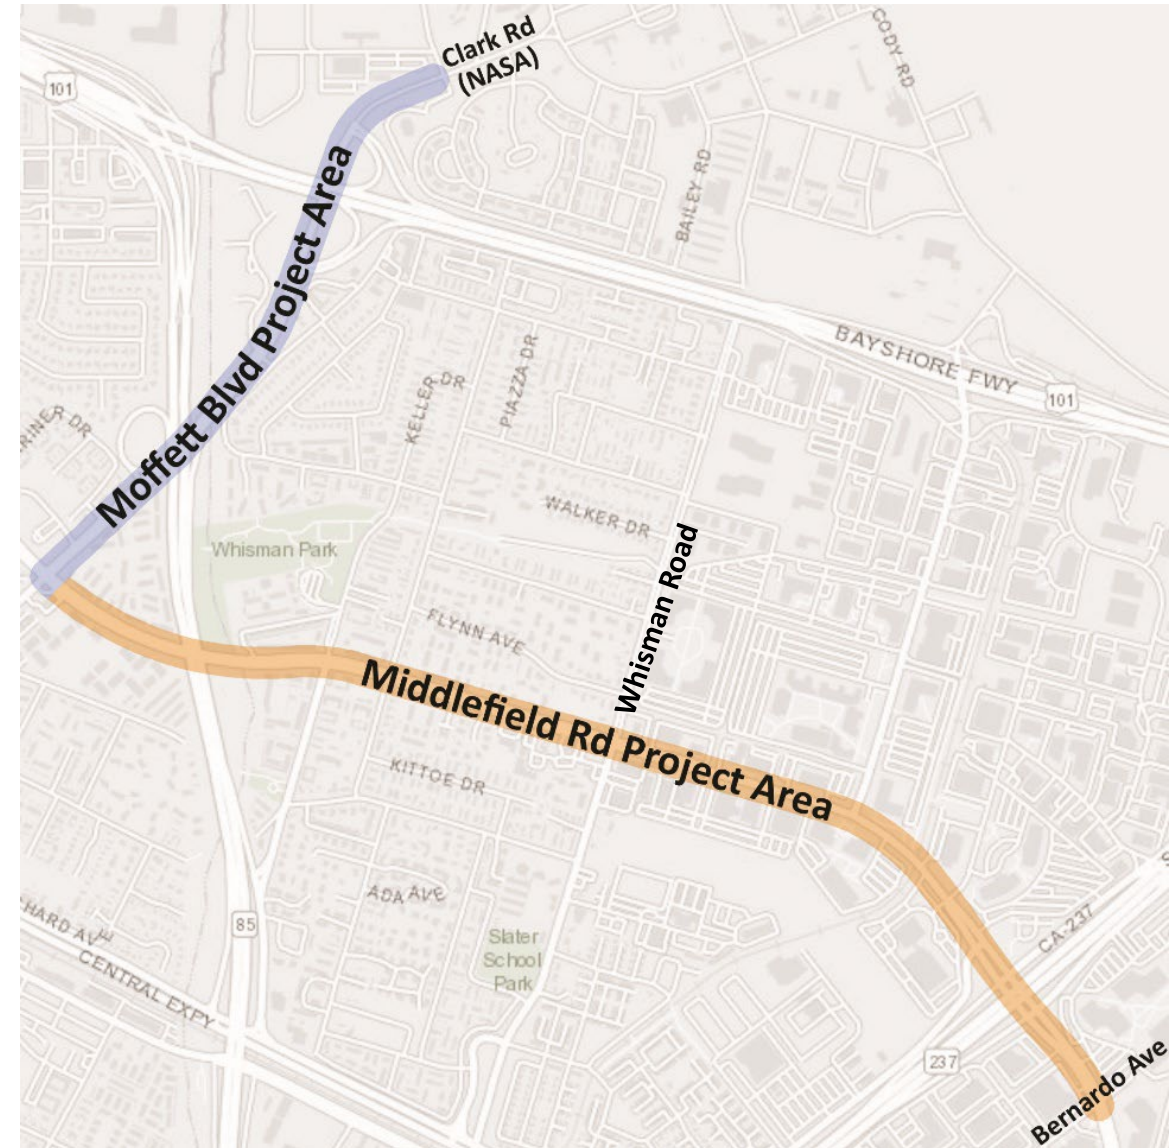 Clark Rd
(NASA)
CODY RD
101
BAILEY RD
Moffett Blvd Project Area
BAYSHORE FWY
101
PIAZZA DR
KELLER DR
RINER DR
WALKER DR
Whisman Park
Whisman Road
FLYNN AVE
Middlefield Rd Project Area
KITTOE DR
ADA AVE
85
CHARD AVE
CENTRAL EXPY
Slater
School
Park
CA-237
S
237
Bernardo Ave